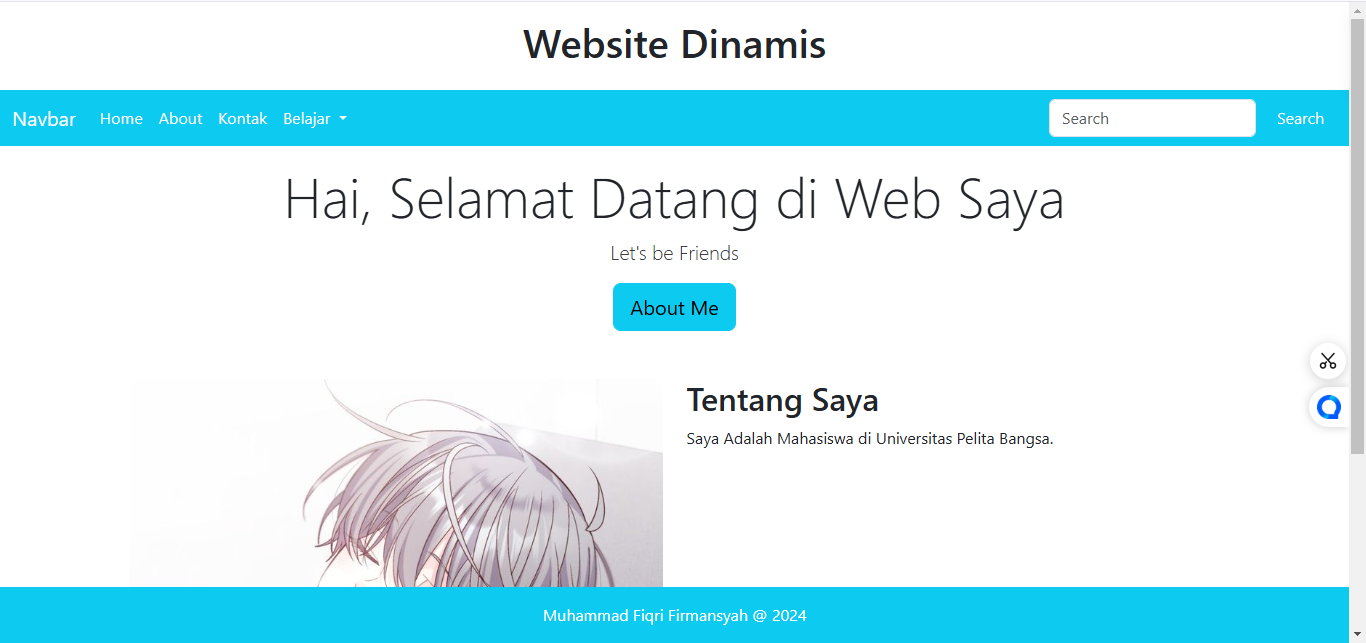 Website Dinamis
Navbar Home About Kontak Belajar Search Search
Hai, Selamat Datang di Web Saya
Let's be Friends
About Me
Tentang Saya
Saya Adalah Mahasiswa di Universitas Pelita Bangsa.
Muhammad Fiqri Firmansyah @ 2024